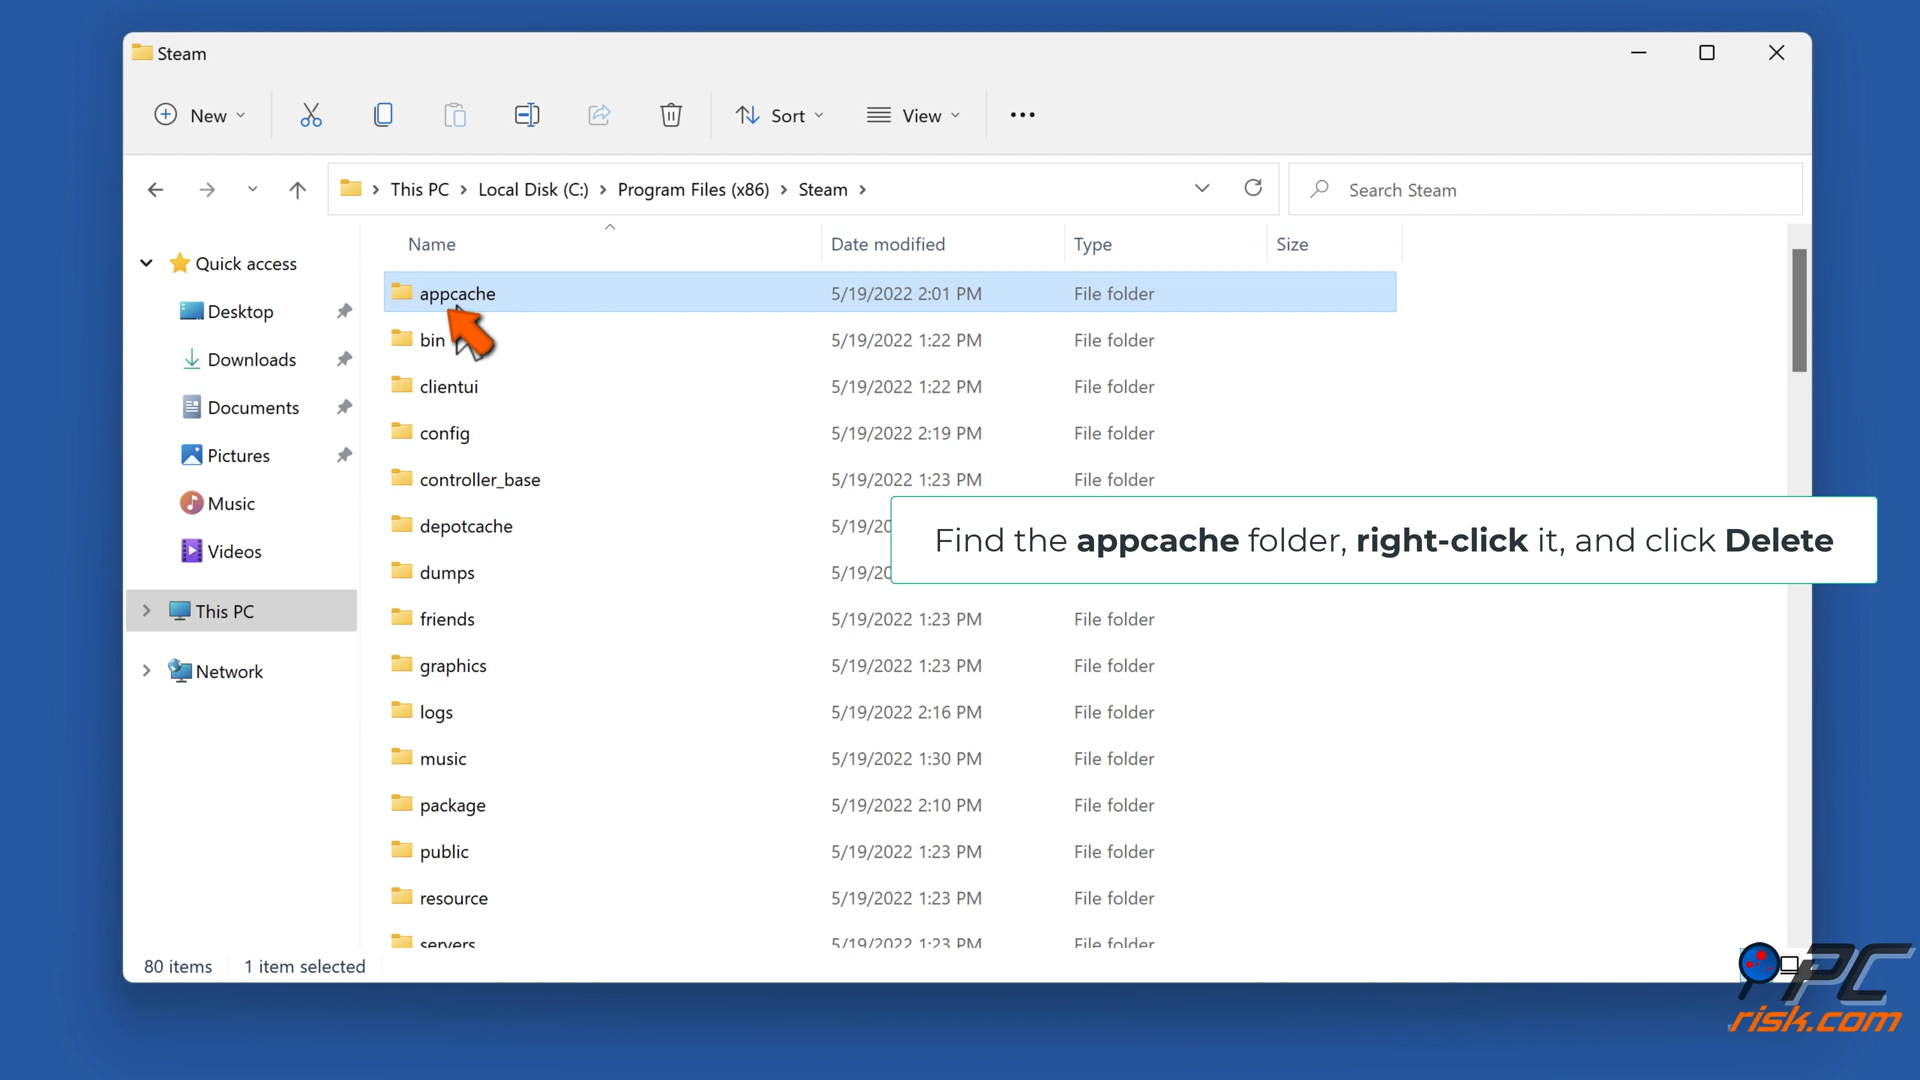 Steam
New
Sort
View
This PC > Local Disk (C:) > Program Files (x86) > Steam >
Search Steam
Name Date modified Type Size
Quick access
Desktop
Downloads
Documents
Pictures
Music
Videos
This PC
Network
appcache 5/19/2022 2:01 PM File folder
bin 5/19/2022 1:22 PM File folder
clientui 5/19/2022 1:22 PM File folder
config 5/19/2022 2:19 PM File folder
controller_base 5/19/2022 1:23 PM File folder
depotcache 5/19/20
dumps 5/19/20
friends 5/19/2022 1:23 PM File folder
graphics 5/19/2022 1:23 PM File folder
logs 5/19/2022 2:16 PM File folder
music 5/19/2022 1:30 PM File folder
package 5/19/2022 2:10 PM File folder
public 5/19/2022 1:23 PM File folder
resource 5/19/2022 1:23 PM File folder
servers 5/19/2022 1:23 PM File folder
Find the appcache folder, right-click it, and click Delete
80 items 1 item selected
PC
risk.com